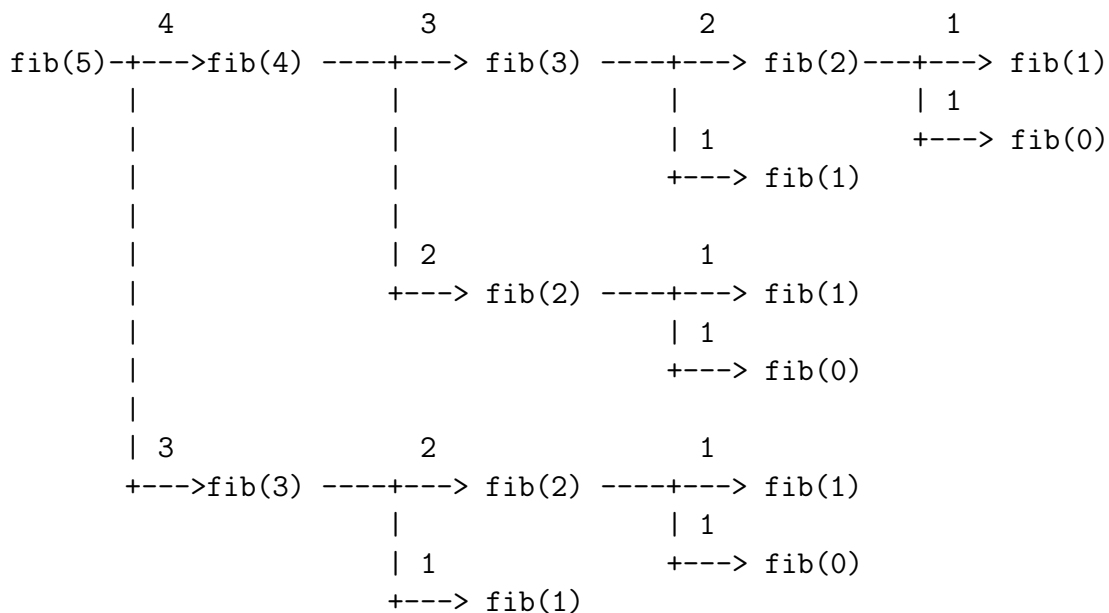 4 3 2 1
fib(5)-+--->fib(4) ----+---> fib(3) ----+---> fib(2)---+---> fib(1)
| | | | 1
| | | 1 +---> fib(0)
| | +---> fib(1)
| |
| | 2 1
| +---> fib(2) ----+---> fib(1)
| | 1
| +---> fib(0)
|
| 3 2 1
+--->fib(3) ----+---> fib(2) ----+---> fib(1)
| | 1
| 1 +---> fib(0)
+---> fib(1)